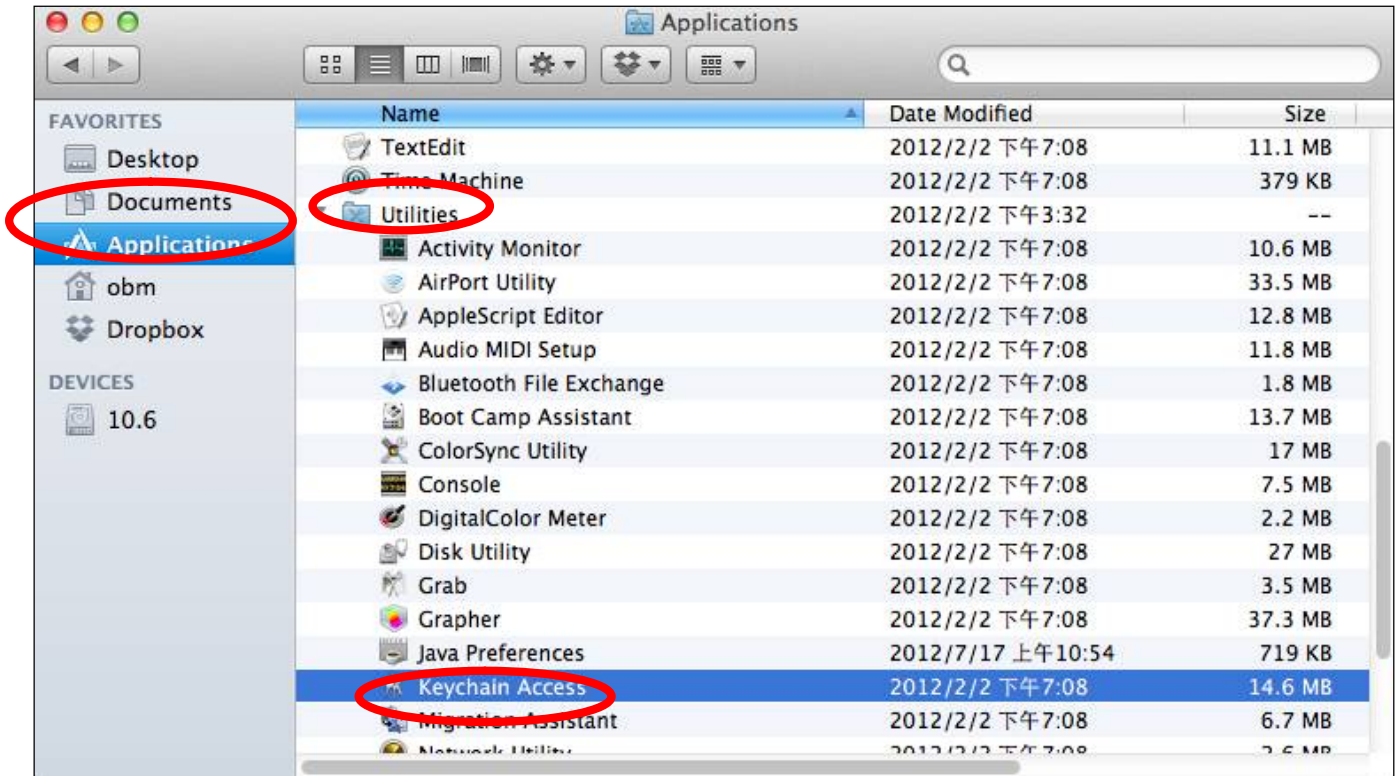 Applications
FAVORITES
Desktop
Documents
Applications
obm
Dropbox
DEVICES
10.6
Name Date Modified Size
TextEdit 2012/2/2 下午7:08 11.1 MB
Time Machine 2012/2/2 下午7:08 379 KB
Utilities 2012/2/2 下午3:32 --
Activity Monitor 2012/2/2 下午7:08 10.6 MB
AirPort Utility 2012/2/2 下午7:08 33.5 MB
AppleScript Editor 2012/2/2 下午7:08 12.8 MB
Audio MIDI Setup 2012/2/2 下午7:08 11.8 MB
Bluetooth File Exchange 2012/2/2 下午7:08 1.8 MB
Boot Camp Assistant 2012/2/2 下午7:08 13.7 MB
ColorSync Utility 2012/2/2 下午7:08 17 MB
Console 2012/2/2 下午7:08 7.5 MB
DigitalColor Meter 2012/2/2 下午7:08 2.2 MB
Disk Utility 2012/2/2 下午7:08 27 MB
Grab 2012/2/2 下午7:08 3.5 MB
Grapher 2012/2/2 下午7:08 37.3 MB
Java Preferences 2012/7/17 上午10:54 719 KB
Keychain Access 2012/2/2 下午7:08 14.6 MB
Migration Assistant 2012/2/2 下午7:08 6.7 MB
Network Utility 2012/2/2 下午7:08